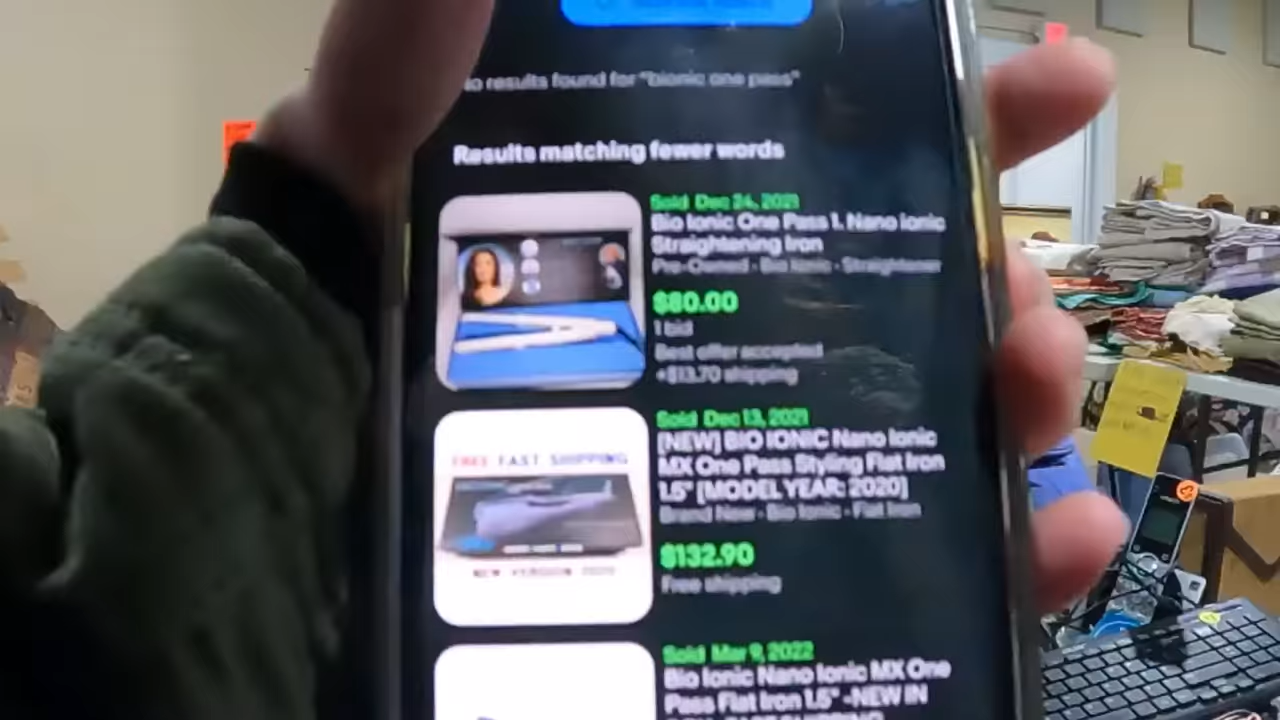 results found for "bionic one pass"
Results matching fewer words
Sold Dec 24, 2021
Bio Ionic One Pass 1. Nano Ionic
Straightening Iron
Pre-Owned · Bio Ionic · Straightener
$80.00
1 bid
Best offer accepted
+$13.70 shipping
FREE FAST SHIPPING
NEW VERSION 2020
Sold Dec 13, 2021
[NEW] BIO IONIC Nano Ionic
MX One Pass Styling Flat Iron
1.5" [MODEL YEAR: 2020]
Brand New · Bio Ionic · Flat Iron
$132.90
Free shipping
Sold Mar 9, 2022
Bio Ionic Nano Ionic MX One
Pass Flat Iron 1.5" -NEW IN